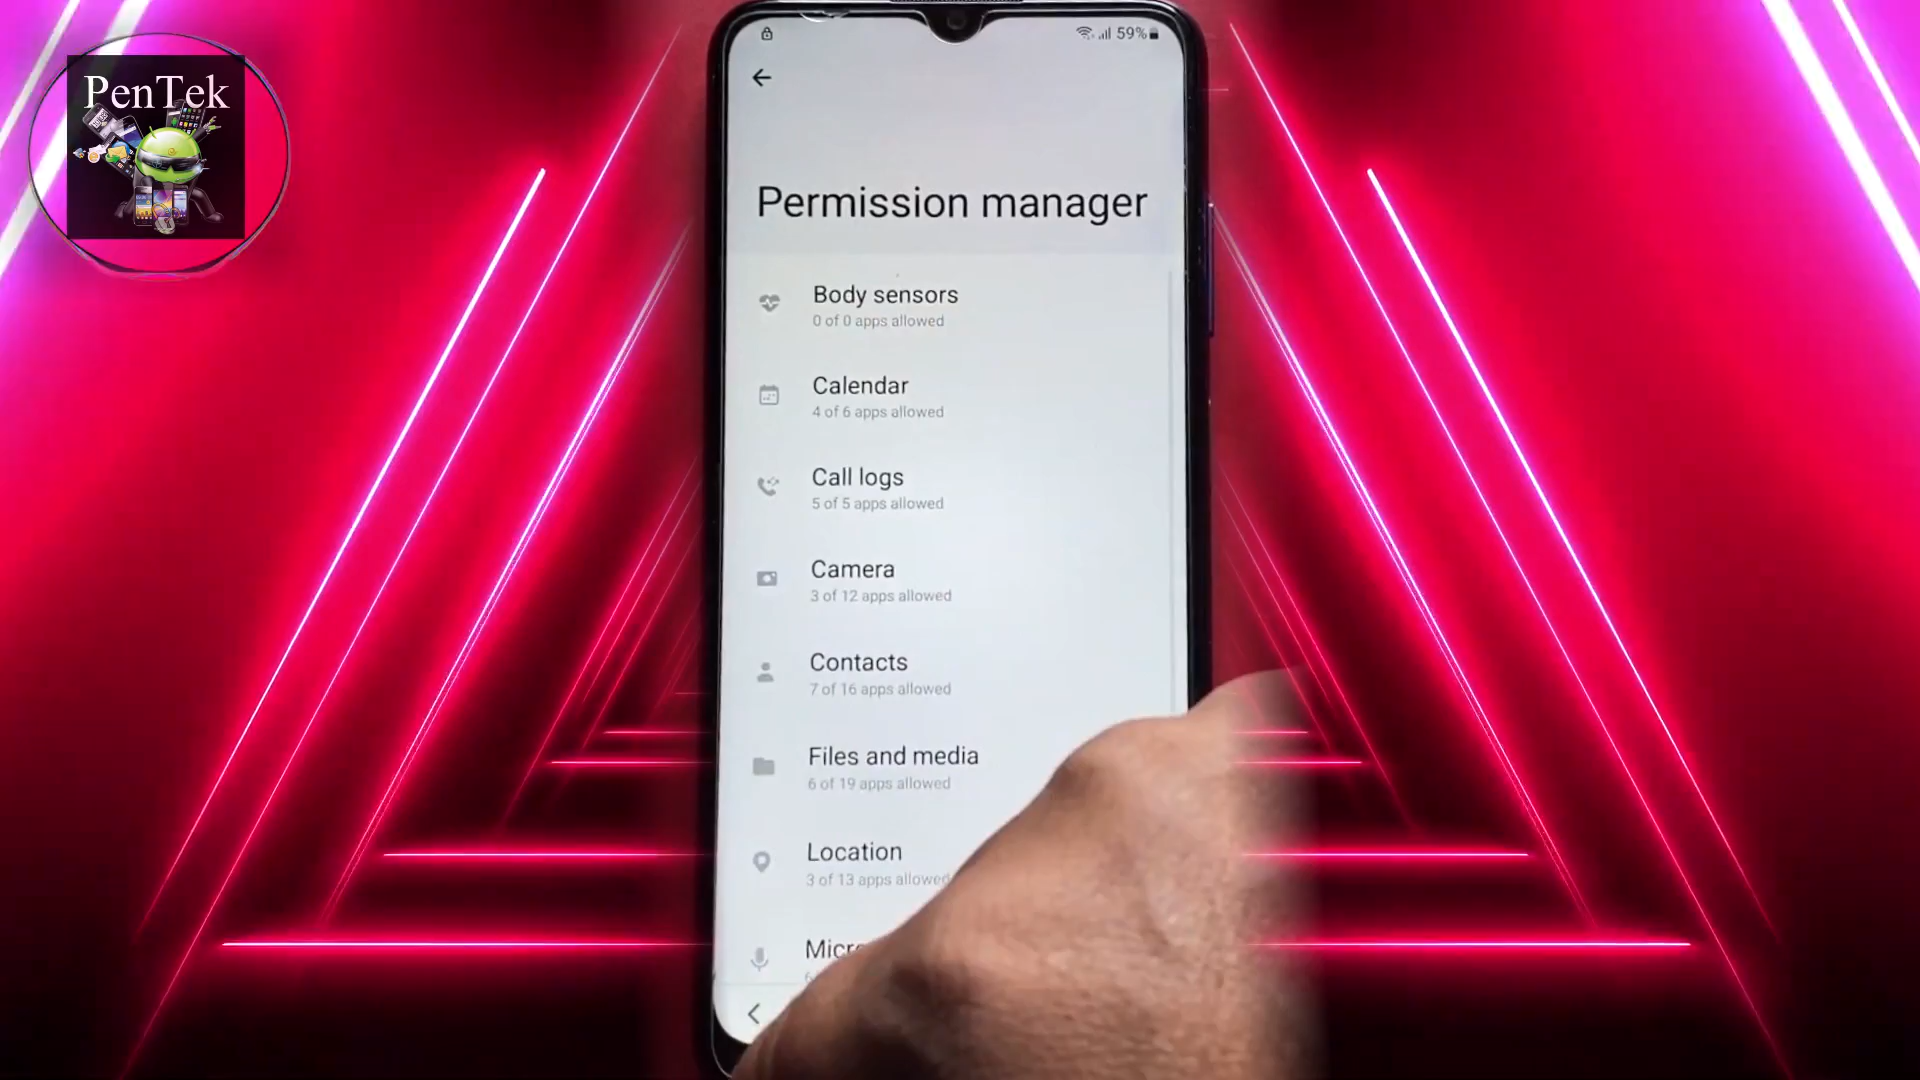 PenTek
59%
Permission manager
Body sensors
0 of 0 apps allowed
Calendar
4 of 6 apps allowed
Call logs
5 of 5 apps allowed
Camera
3 of 12 apps allowed
Contacts
7 of 16 apps allowed
Files and media
6 of 19 apps allowed
Location
3 of 13 apps allowed